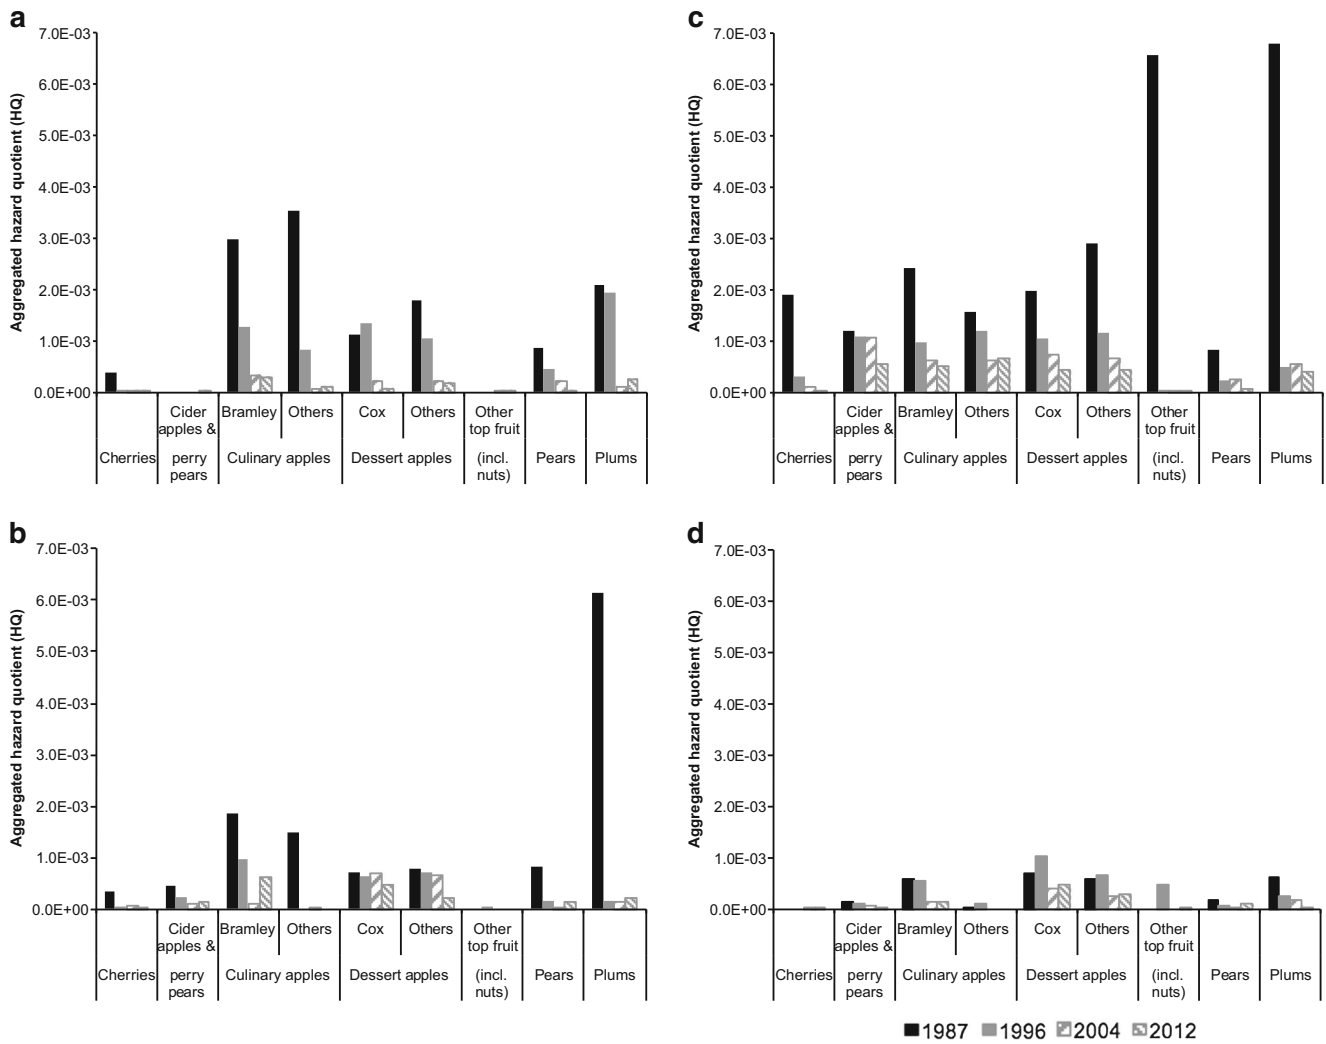 a
Aggregated hazard quotient (HQ)
7.0E-03
6.0E-03
5.0E-03
4.0E-03
3.0E-03
2.0E-03
1.0E-03
0.0E+00
Cider Bramley Others Cox Others Other
apples & top fruit
Cherries perry Culinary apples Dessert apples (incl. Pears Plums
pears nuts)
c
Aggregated hazard quotient (HQ)
7.0E-03
6.0E-03
5.0E-03
4.0E-03
3.0E-03
2.0E-03
1.0E-03
0.0E+00
Cider Bramley Others Cox Others Other
apples & top fruit
Cherries perry Culinary apples Dessert apples (incl. Pears Plums
pears nuts)
b
Aggregated hazard quotient (HQ)
7.0E-03
6.0E-03
5.0E-03
4.0E-03
3.0E-03
2.0E-03
1.0E-03
0.0E+00
Cider Bramley Others Cox Others Other
apples & top fruit
Cherries perry Culinary apples Dessert apples (incl. Pears Plums
pears nuts)
d
Aggregated hazard quotient (HQ)
7.0E-03
6.0E-03
5.0E-03
4.0E-03
3.0E-03
2.0E-03
1.0E-03
0.0E+00
Cider Bramley Others Cox Others Other
apples & top fruit
Cherries perry Culinary apples Dessert apples (incl. Pears Plums
pears nuts)
1987 1996 2004 2012